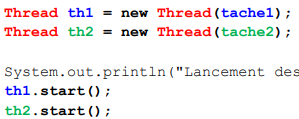 Thread th1 = new Thread(tache1);
Thread th2 = new Thread(tache2);
System.out.println("Lancement des
th1.start();
th2.start();